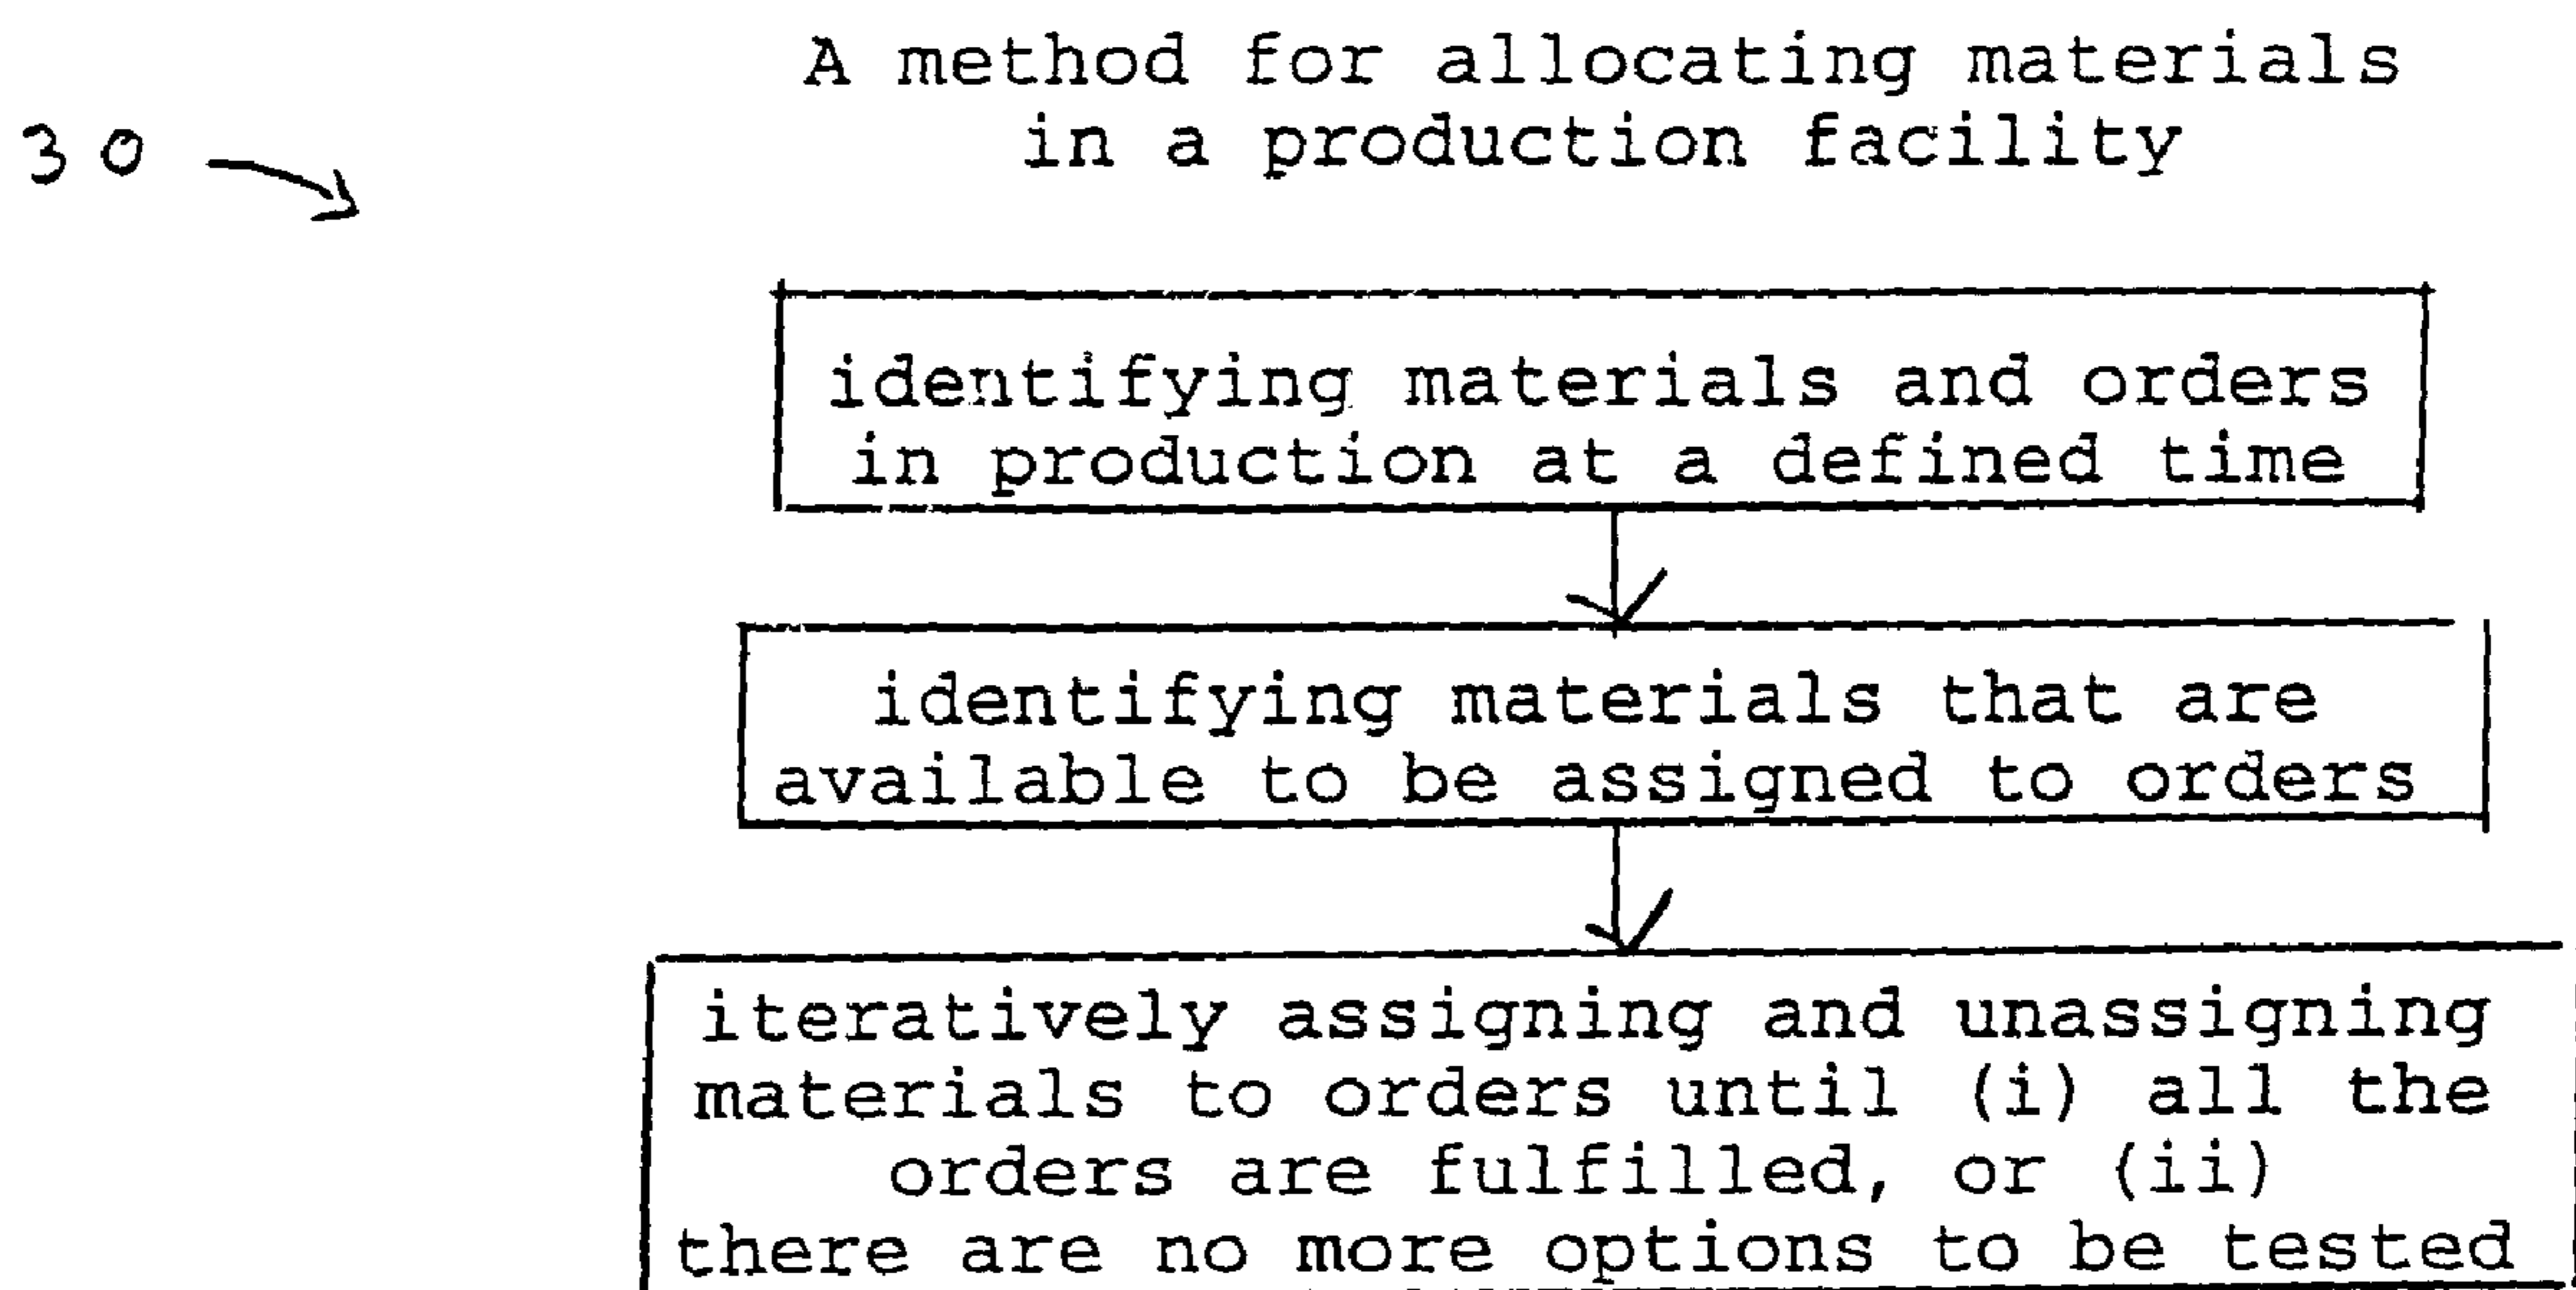 A method for allocating materials
in a production facility
30
identifying materials and orders
in production at a defined time
identifying materials that are
available to be assigned to orders
iteratively assigning and unassigning
materials to orders until (i) all the
orders are fulfilled, or (ii)
there are no more options to be tested